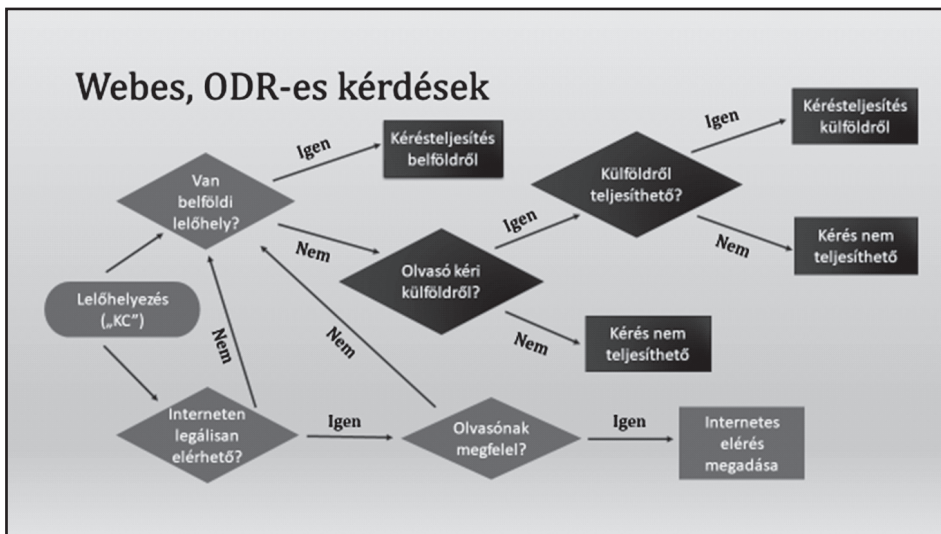 Webes, ODR-es kérdések
Igen
Kérésteljesítés
belföldről
Igen
Kérésteljesítés
külföldről
Van
belföldi
lelőhely?
Külföldről
teljesíthető?
Igen
Nem
Nem
Kérés nem
teljesíthető
Olvasó kéri
külföldről?
Lelőhelyezés
(„KC”)
Nem
Nem
Nem
Kérés nem
teljesíthető
Interneten
legálisan
elérhető?
Igen
Olvasónak
megfelel?
Igen
Internetes
elérés
megadása